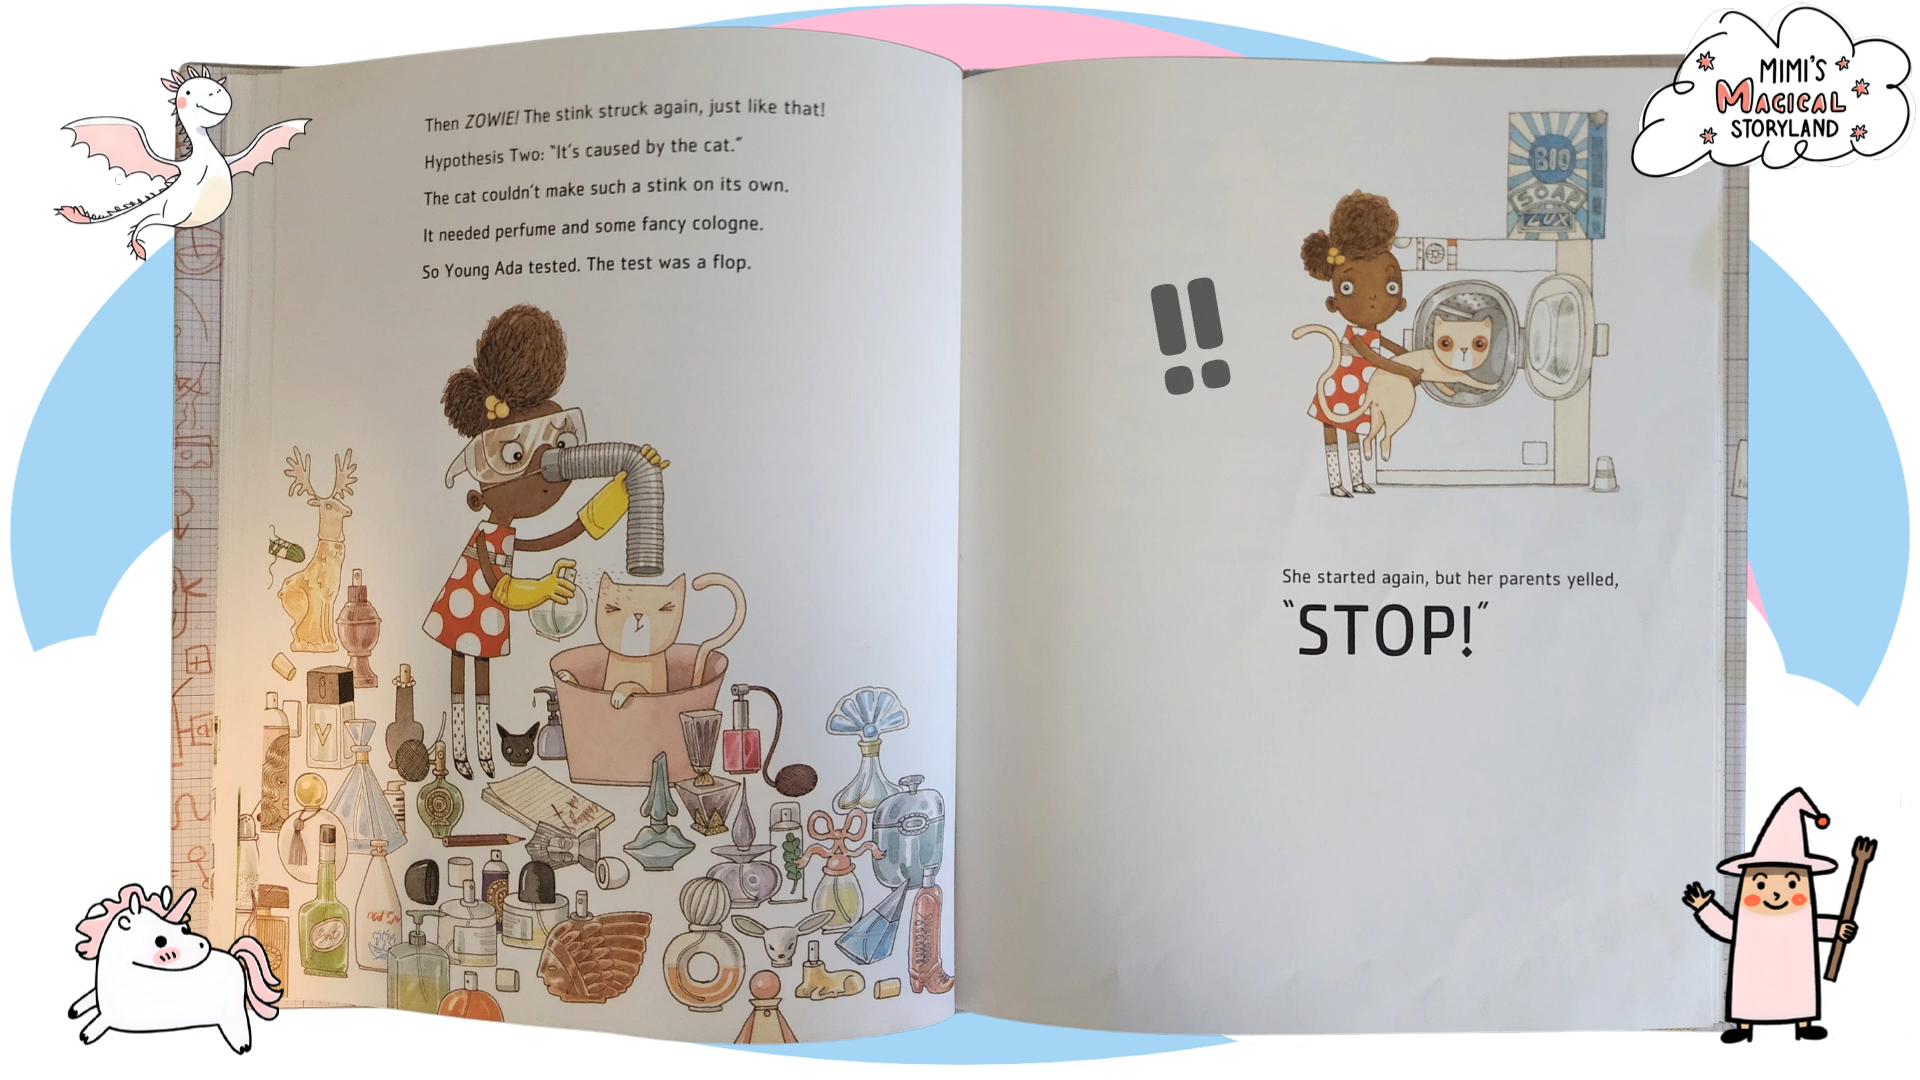 Then ZOWIE! The stink struck again, just like that!
Hypothesis Two: "It's caused by the cat."
The cat couldn't make such a stink on its own.
It needed perfume and some fancy cologne.
So Young Ada tested. The test was a flop.
V
Brut
MIMI'S
MAGICAL
STORYLAND
BIO
SOAP
LUX
!!
She started again, but her parents yelled,
"STOP!"